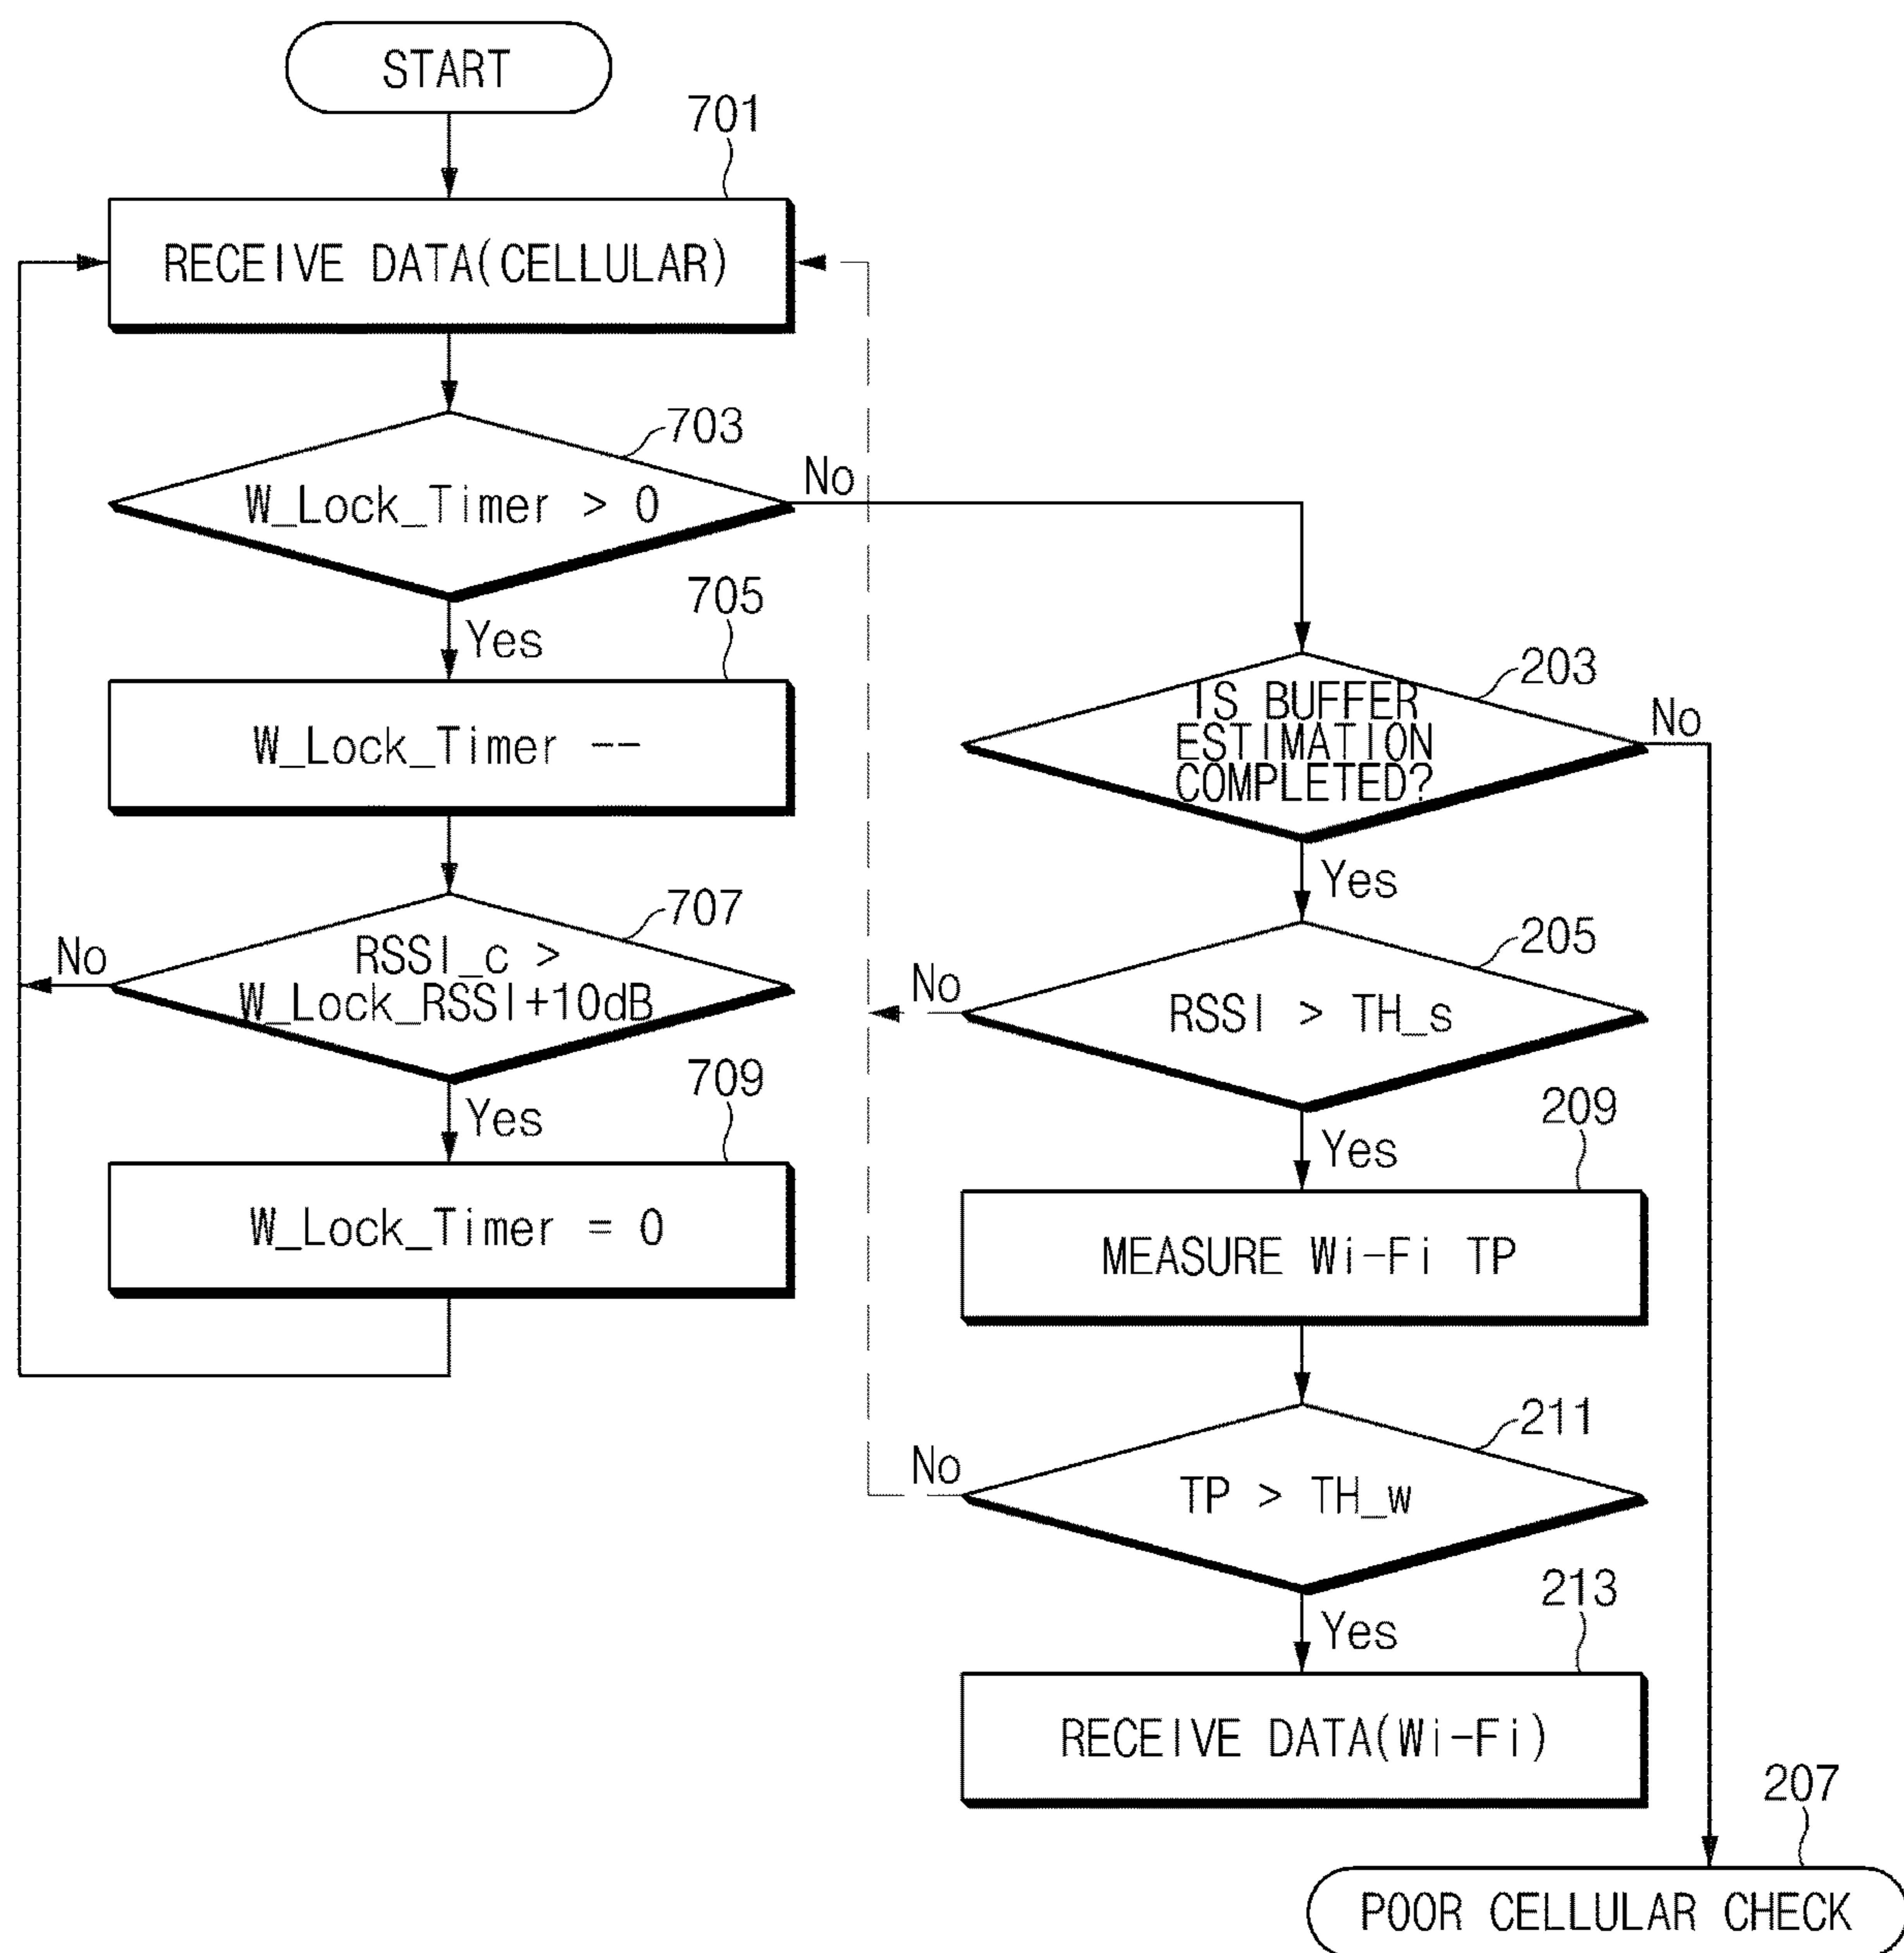 START
701
RECEIVE DATA(CELLULAR)
703
W_Lock_Timer > 0
No
Yes
705
W_Lock_Timer --
707
RSSI_c >
W_Lock_RSSI+10dB
No
Yes
709
W_Lock_Timer = 0
203
IS BUFFER
ESTIMATION
COMPLETED?
No
Yes
205
RSSI > TH_s
No
Yes
209
MEASURE Wi-Fi TP
211
TP > TH_w
No
Yes
213
RECEIVE DATA(Wi-Fi)
207
POOR CELLULAR CHECK